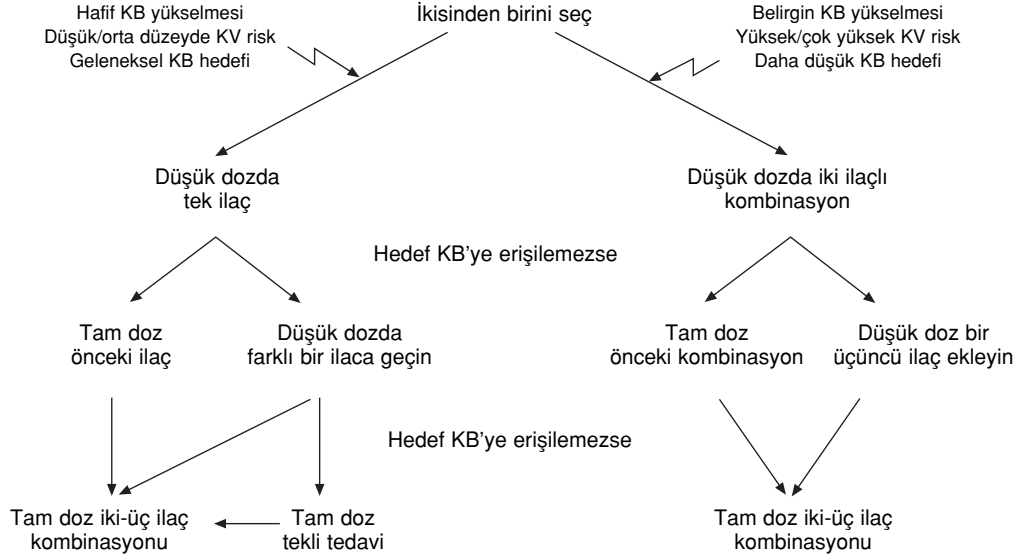 Hafif KB yükselmesi
Düşük/orta düzeyde KV risk
Geleneksel KB hedefi
İkisinden birini seç
Belirgin KB yükselmesi
Yüksek/çok yüksek KV risk
Daha düşük KB hedefi
Düşük dozda
tek ilaç
Düşük dozda iki ilaçlı
kombinasyon
Hedef KB'ye erişilemezse
Tam doz
önceki ilaç
Düşük dozda
farklı bir ilaca geçin
Tam doz
önceki kombinasyon
Düşük doz bir
üçüncü ilaç ekleyin
Hedef KB'ye erişilemezse
Tam doz iki-üç ilaç
kombinasyonu
Tam doz
tekli tedavi
Tam doz iki-üç ilaç
kombinasyonu